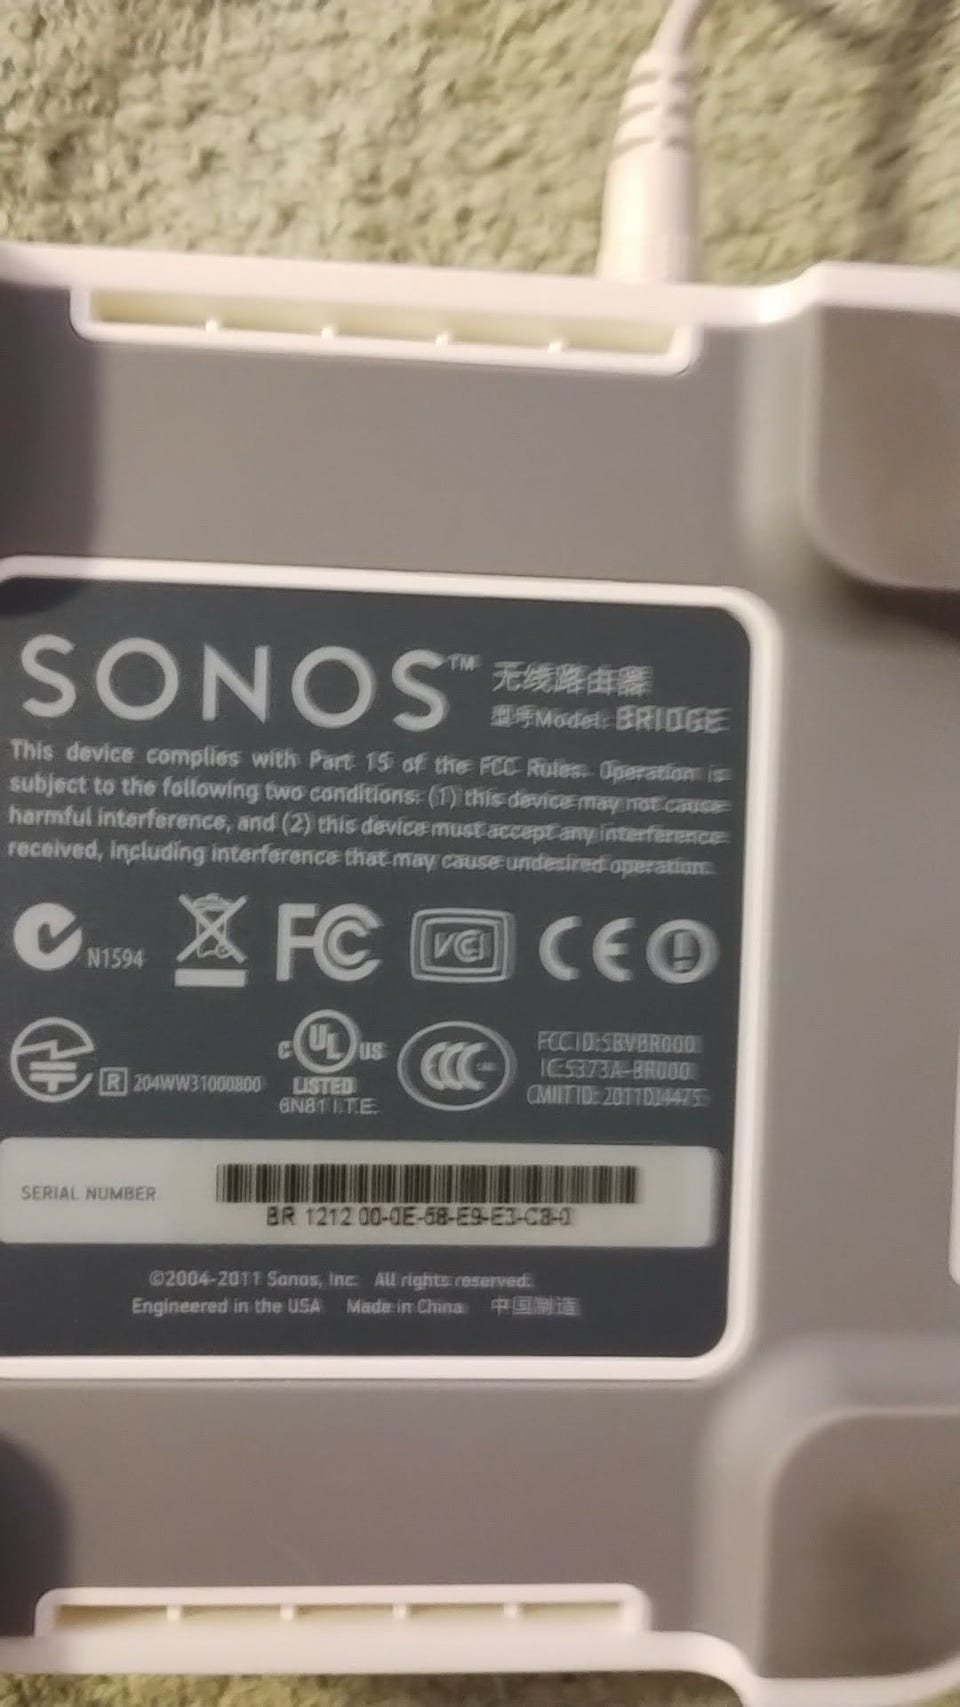 SONOS™ 无线路由器
型号Model: BRIDGE
This device complies with Part 15 of the FCC Rules. Operation is
subject to the following two conditions: (1) this device may not cause
harmful interference, and (2) this device must accept any interference
received, including interference that may cause undesired operation.
N1594 FC VCI CE
R 204WW31000800 C UL US LISTED 6N81 I.T.E. CCC
FCC ID:SBVBR000
IC:5373A-BR000
CMIIT ID: 2011DJ4475
SERIAL NUMBER
BR 1212 00-0E-58-E9-E3-C8-0
©2004-2011 Sonos, Inc. All rights reserved.
Engineered in the USA Made in China 中国制造